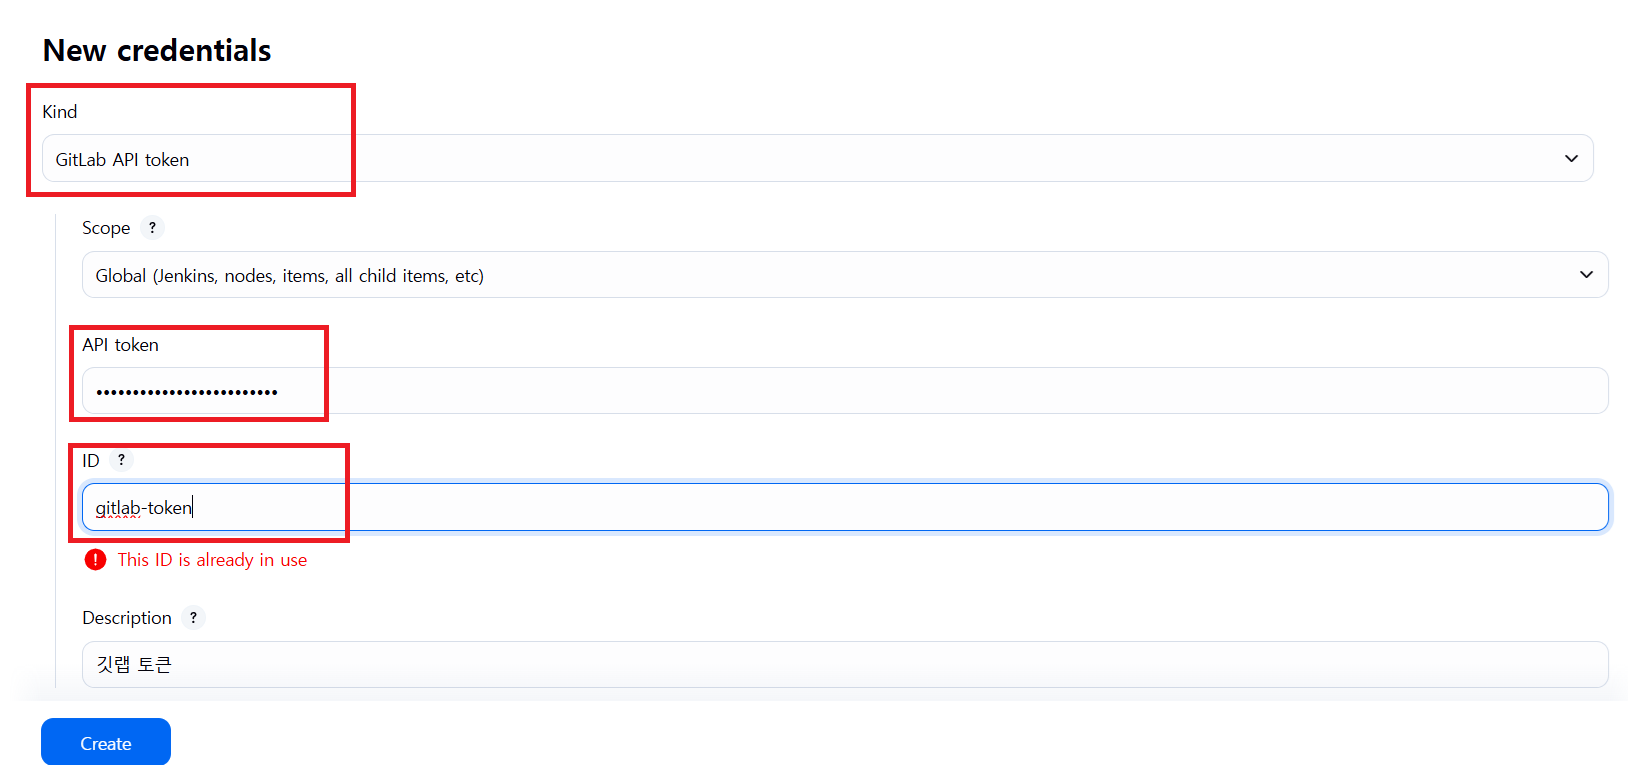 New credentials
Kind
GitLab API token
Scope ?
Global (Jenkins, nodes, items, all child items, etc)
API token
•••••••••••••••••••••••••
ID ?
gitlab-token
! This ID is already in use
Description ?
깃랩 토큰
Create